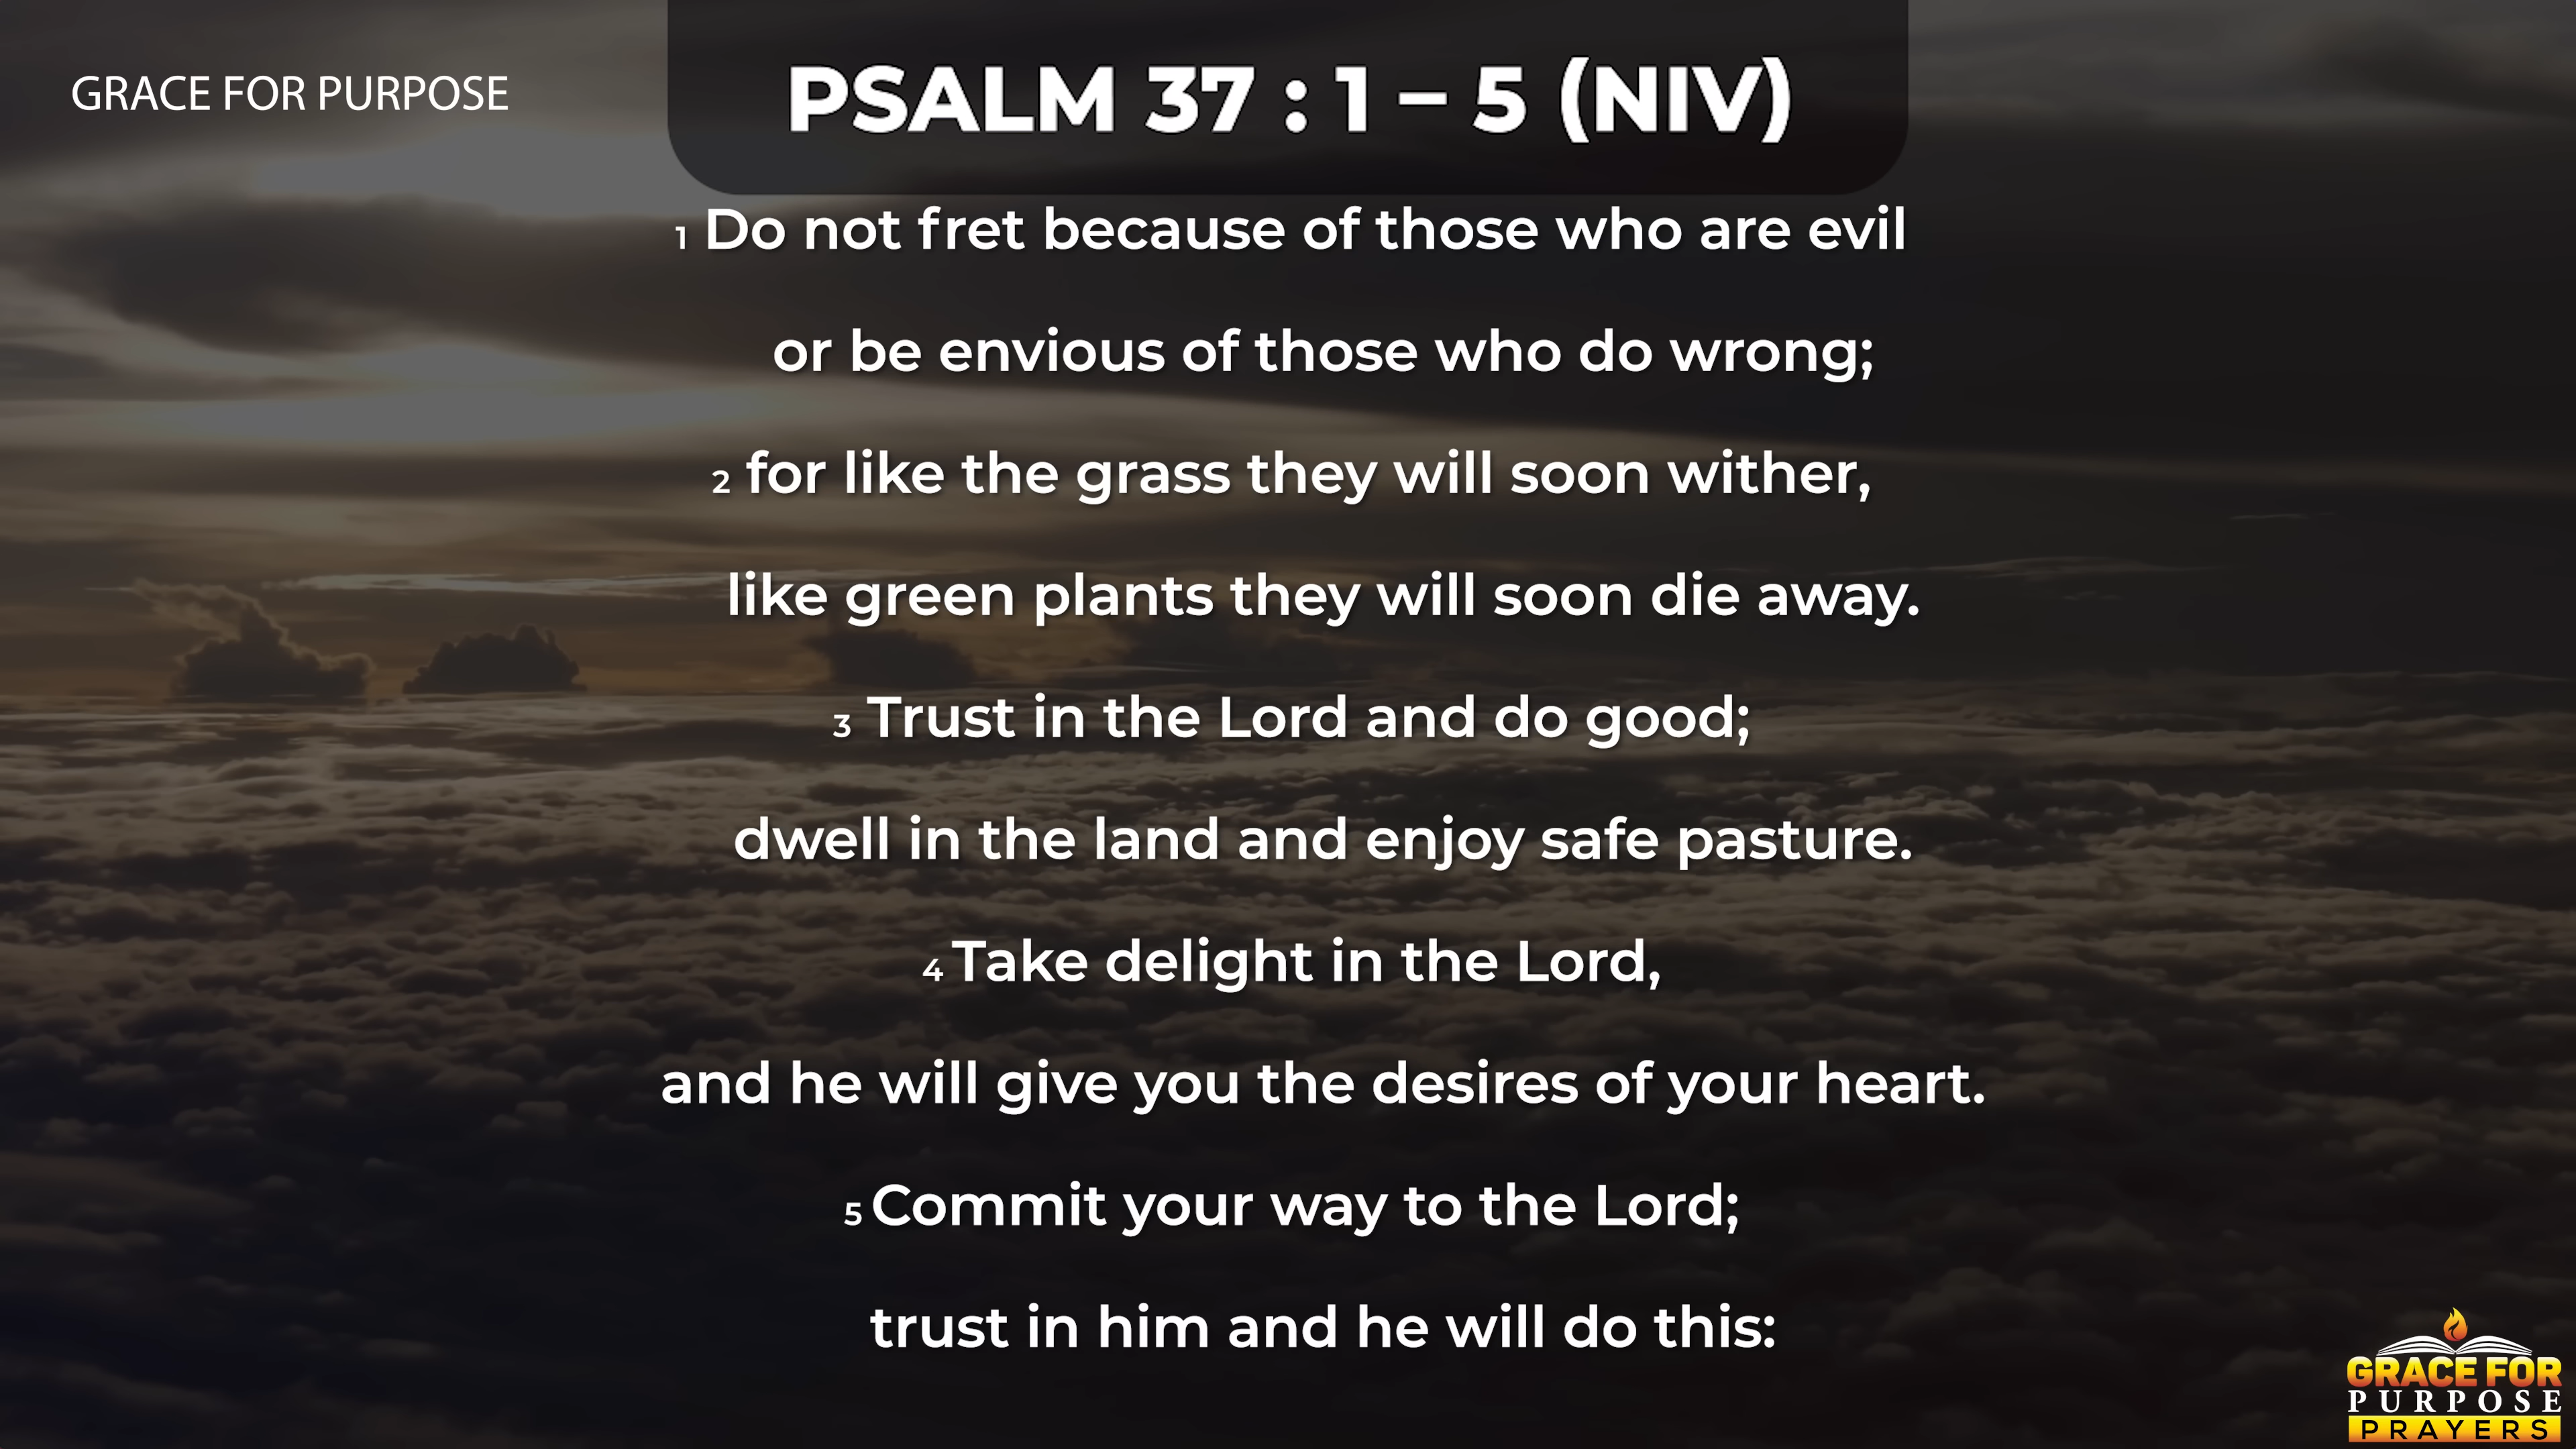 GRACE FOR PURPOSE
PSALM 37 : 1 – 5 (NIV)
1 Do not fret because of those who are evil
or be envious of those who do wrong;
2 for like the grass they will soon wither,
like green plants they will soon die away.
3 Trust in the Lord and do good;
dwell in the land and enjoy safe pasture.
4 Take delight in the Lord,
and he will give you the desires of your heart.
5 Commit your way to the Lord;
trust in him and he will do this:
GRACE FOR
PURPOSE
PRAYERS